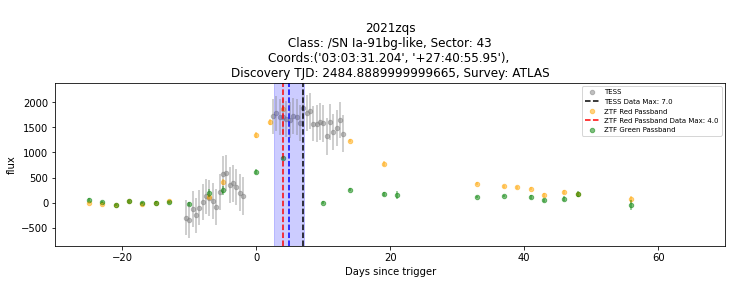 2021zqs
Class: /SN Ia-91bg-like, Sector: 43
Coords:('03:03:31.204', '+27:40:55.95'),
Discovery TJD: 2484.8889999999665, Survey: ATLAS
TESS
TESS Data Max: 7.0
ZTF Red Passband
ZTF Red Passband Data Max: 4.0
ZTF Green Passband
flux
2000
1500
1000
500
0
−500
−20
0
20
40
60
Days since trigger